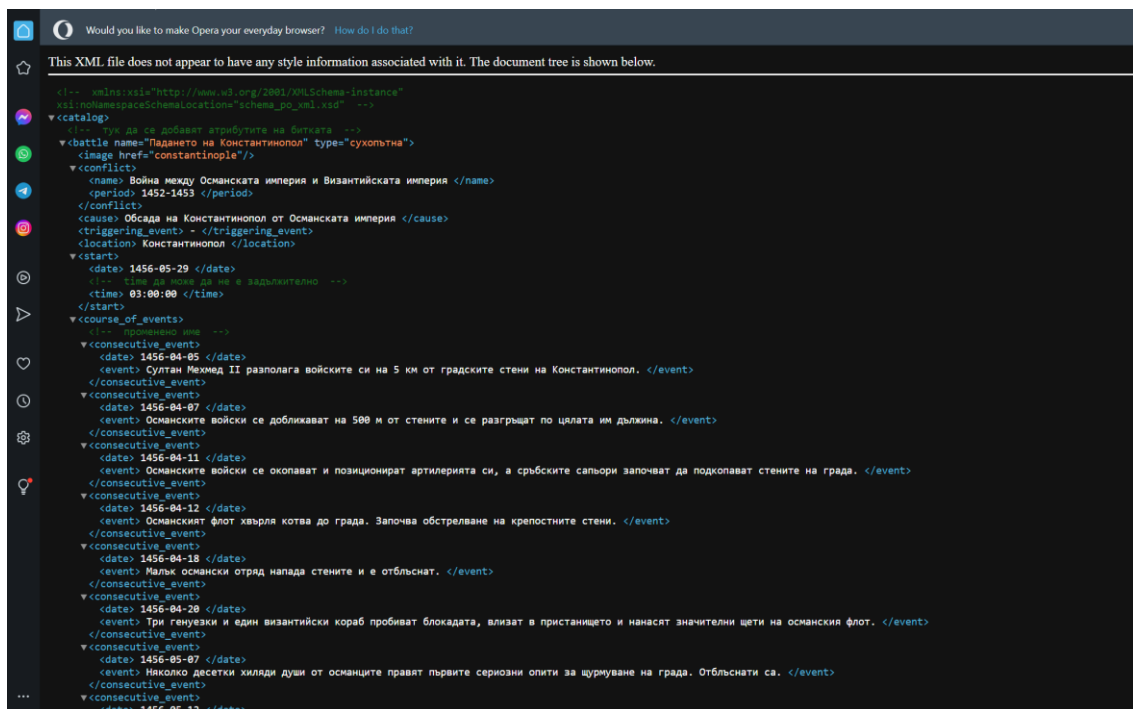 Would you like to make Opera your everyday browser? How do I do that?
This XML file does not appear to have any style information associated with it. The document tree is shown below.
<!-- xmlns:xsi="http://www.w3.org/2001/XMLSchema-instance"
xsi:noNamespaceSchemaLocation="schema_po_xml.xsd" -->
▼<catalog>
<!-- тук да се добавят атрибутите на битката -->
▼<battle name="Падането на Константинопол" type="сухопътна">
<image href="constantinople"/>
▼<conflict>
<name> Война между Османската империя и Византийската империя </name>
<period> 1452-1453 </period>
</conflict>
<cause> Обсада на Константинопол от Османската империя </cause>
<triggering_event> - </triggering_event>
<location> Константинопол </location>
▼<start>
<date> 1456-05-29 </date>
<!-- time да може да не е задължително -->
<time> 03:00:00 </time>
</start>
▼<course_of_events>
<!-- променено име -->
▼<consecutive_event>
<date> 1456-04-05 </date>
<event> Султан Мехмед II разполага войските си на 5 км от градските стени на Константинопол. </event>
</consecutive_event>
▼<consecutive_event>
<date> 1456-04-07 </date>
<event> Османските войски се доближават на 500 м от стените и се разгръщат по цялата им дължина. </event>
</consecutive_event>
▼<consecutive_event>
<date> 1456-04-11 </date>
<event> Османските войски се окопават и позиционират артилерията си, а сръбските сапьори започват да подкопават стените на града. </event>
</consecutive_event>
▼<consecutive_event>
<date> 1456-04-12 </date>
<event> Османският флот хвърля котва до града. Започва обстрелване на крепостните стени. </event>
</consecutive_event>
▼<consecutive_event>
<date> 1456-04-18 </date>
<event> Малък османски отряд напада стените и е отблъснат. </event>
</consecutive_event>
▼<consecutive_event>
<date> 1456-04-20 </date>
<event> Три генуезки и един византийски кораб пробиват блокадата, влизат в пристанището и нанасят значителни щети на османския флот. </event>
</consecutive_event>
▼<consecutive_event>
<date> 1456-05-07 </date>
<event> Няколко десетки хиляди души от османците правят първите сериозни опити за щурмуване на града. Отблъснати са. </event>
</consecutive_event>
▼<consecutive_event>